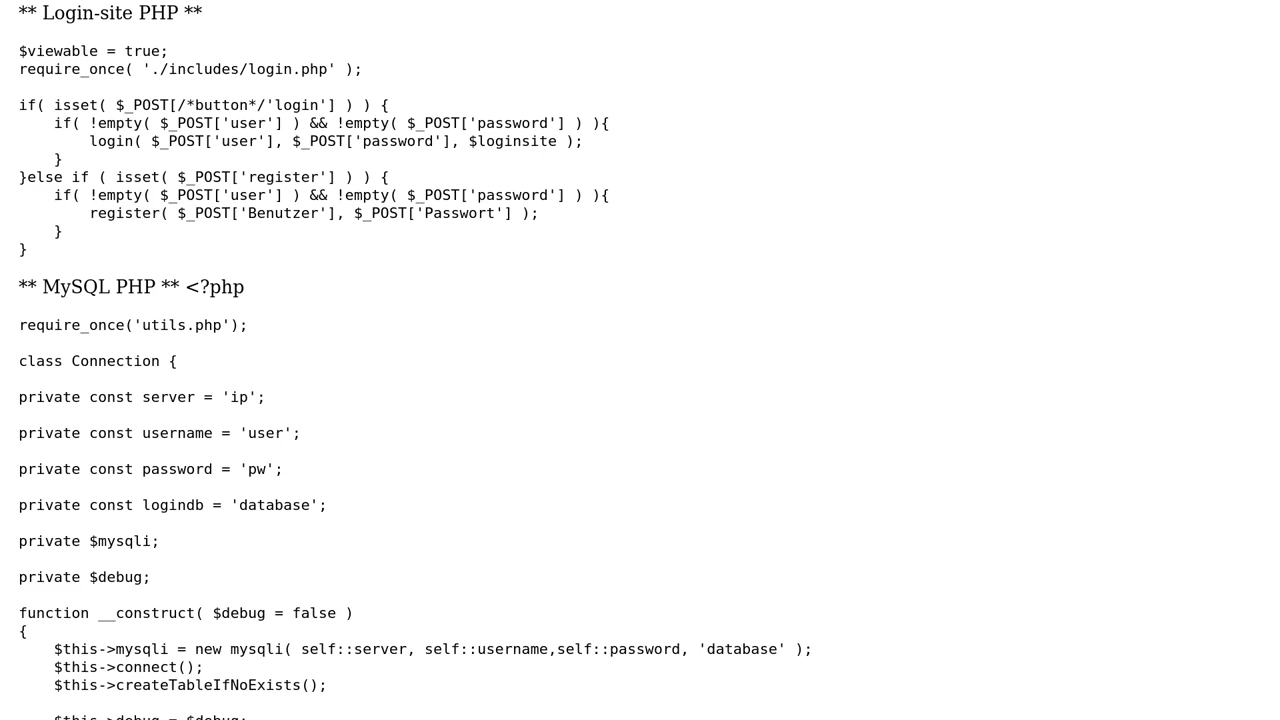 ** Login-site PHP **
$viewable = true;
require_once( './includes/login.php' );
if( isset( $_POST[/*button*/'login'] ) ) {
    if( !empty( $_POST['user'] ) && !empty( $_POST['password'] ) ){
        login( $_POST['user'], $_POST['password'], $loginsite );
    }
}else if ( isset( $_POST['register'] ) ) {
    if( !empty( $_POST['user'] ) && !empty( $_POST['password'] ) ){
        register( $_POST['Benutzer'], $_POST['Passwort'] );
    }
}
** MySQL PHP ** <?php
require_once('utils.php');
class Connection {
private const server = 'ip';
private const username = 'user';
private const password = 'pw';
private const logindb = 'database';
private $mysqli;
private $debug;
function __construct( $debug = false )
{
    $this->mysqli = new mysqli( self::server, self::username,self::password, 'database' );
    $this->connect();
    $this->createTableIfNoExists();
    $this->debug = $debug;